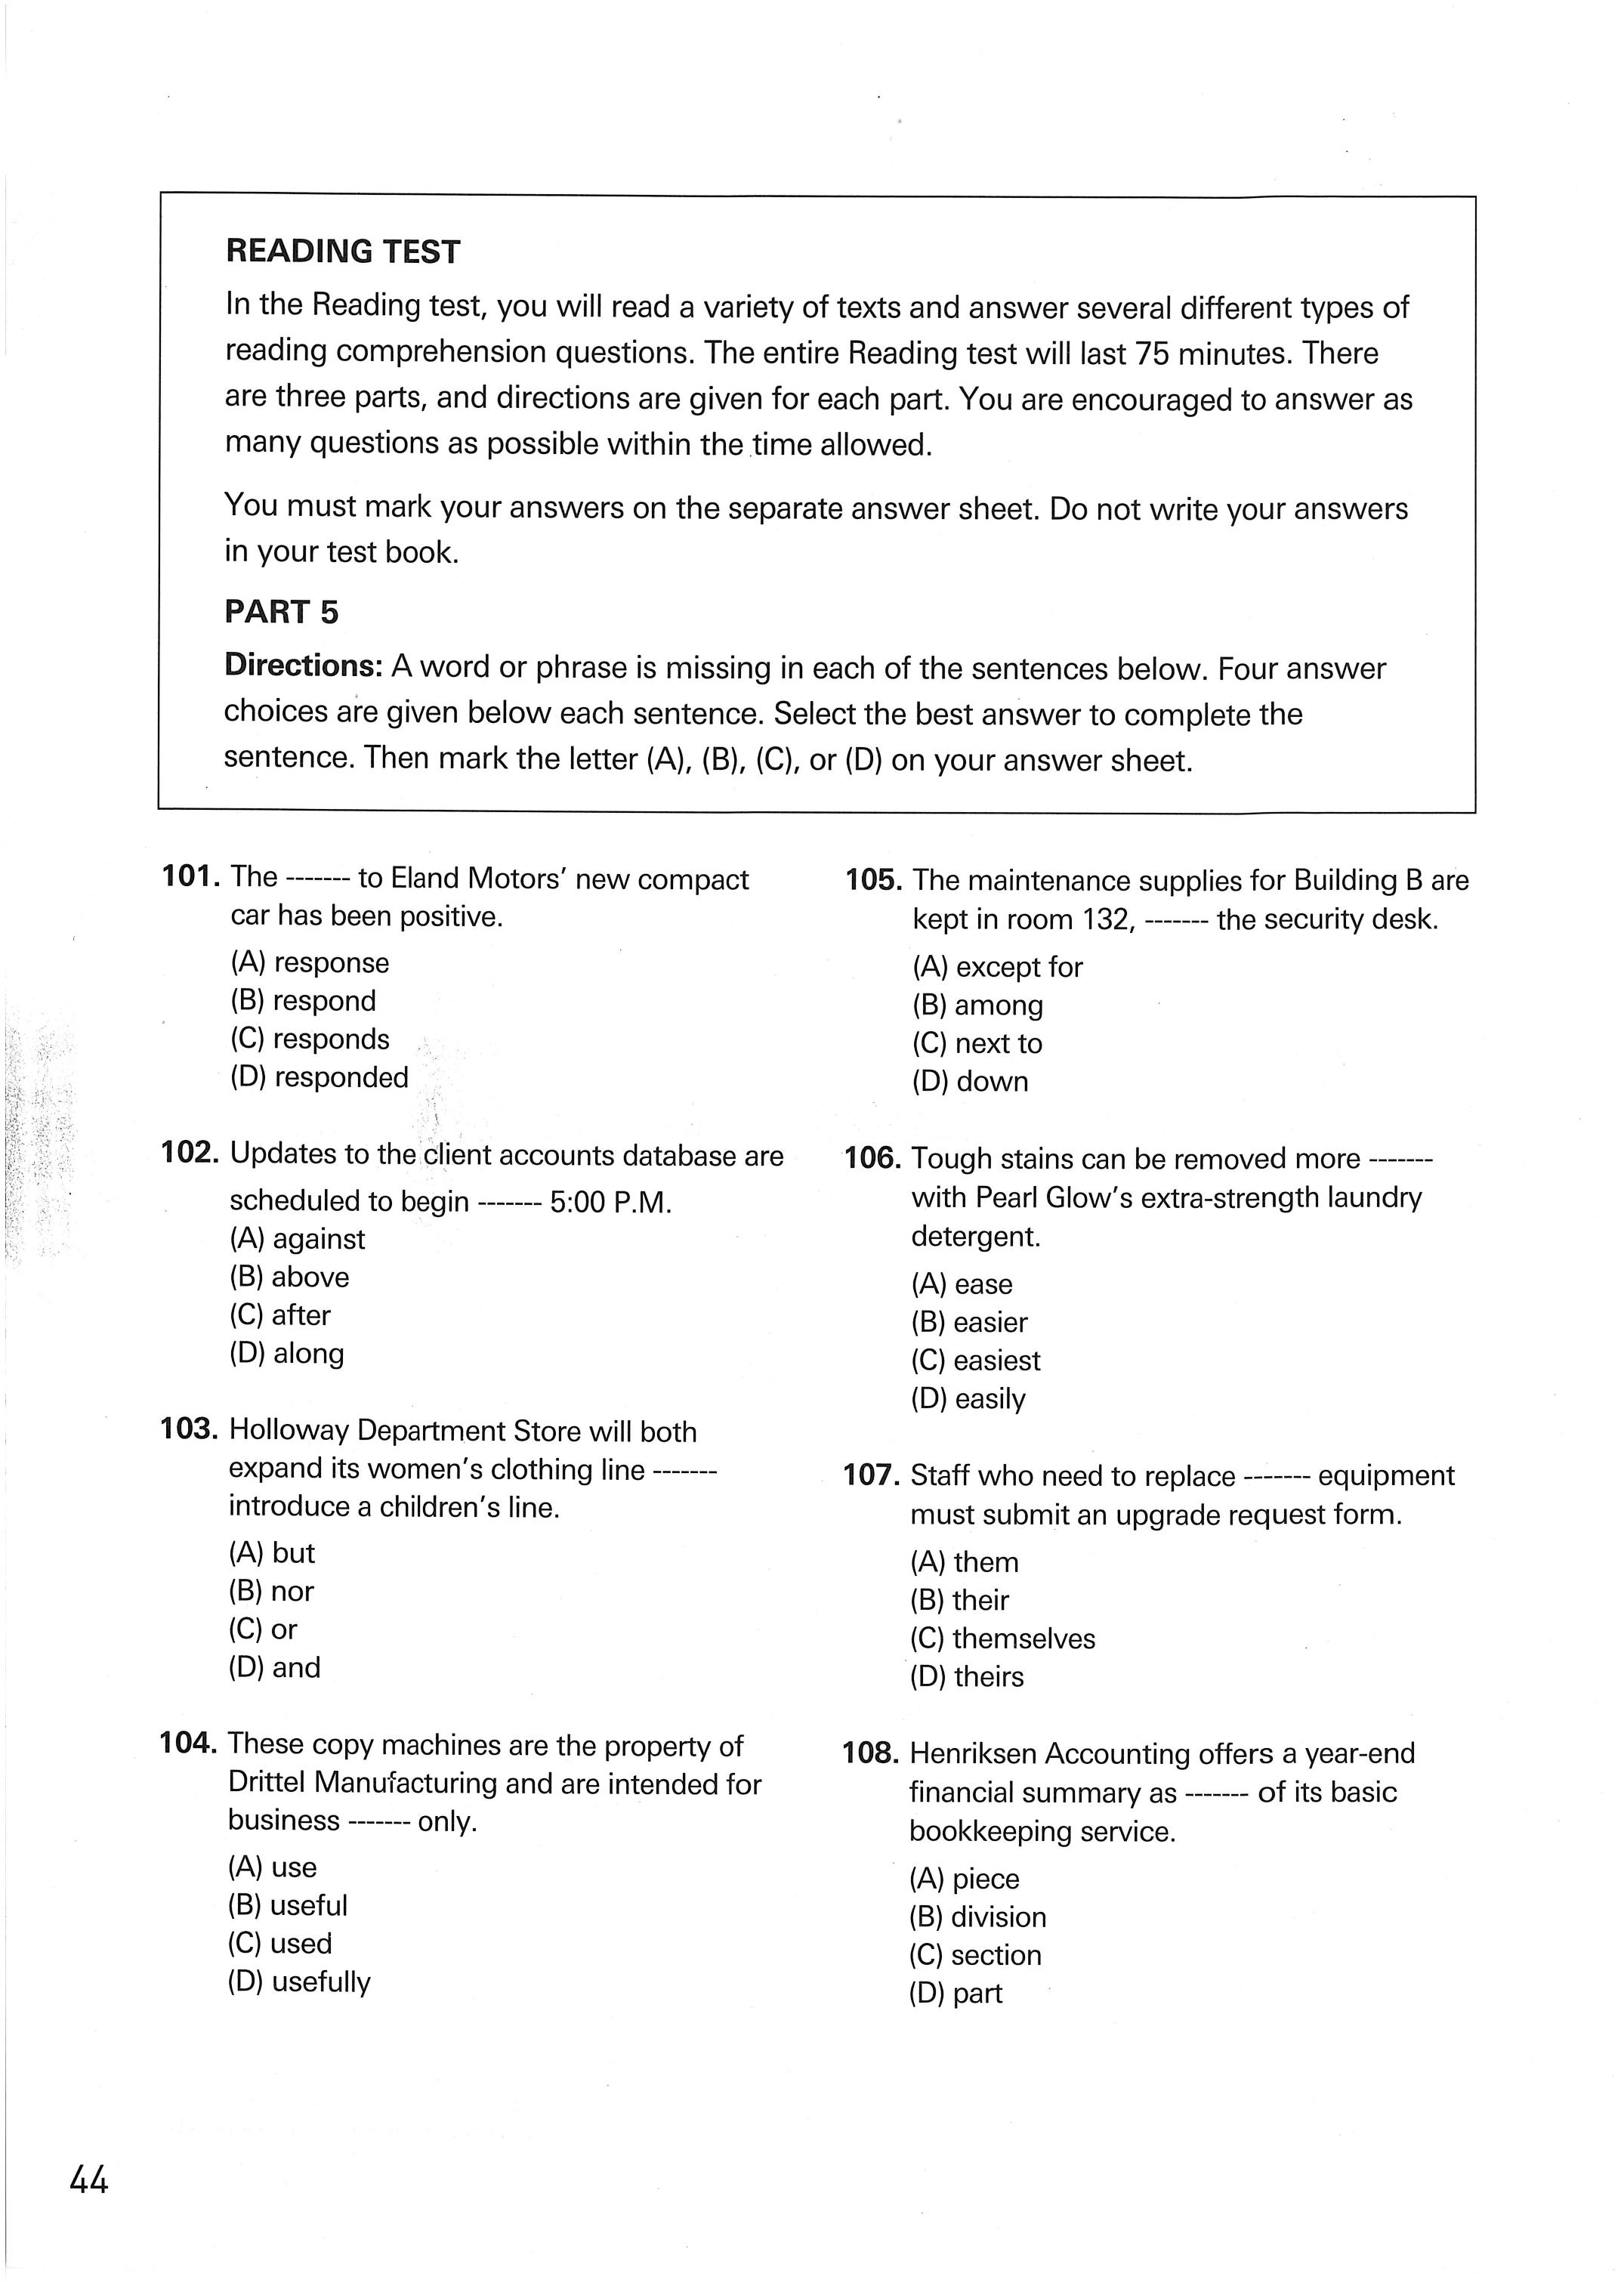 READING TEST
In the Reading test, you will read a variety of texts and answer several different types of
reading comprehension questions. The entire Reading test will last 75 minutes. There
are three parts, and directions are given for each part. You are encouraged to answer as
many questions as possible within the time allowed.
You must mark your answers on the separate answer sheet. Do not write your answers
in your test book.
PART 5
Directions: A word or phrase is missing in each of the sentences below. Four answer
choices are given below each sentence. Select the best answer to complete the
sentence. Then mark the letter (A), (B), (C), or (D) on your answer sheet.
101. The ------- to Eland Motors’ new compact
car has been positive.
(A) response
(B) respond
(C) responds
(D) responded
102. Updates to the client accounts database are
scheduled to begin ------- 5:00 P.M.
(A) against
(B) above
(C) after
(D) along
103. Holloway Department Store will both
expand its women’s clothing line -------
introduce a children’s line.
(A) but
(B) nor
(C) or
(D) and
104. These copy machines are the property of
Drittel Manufacturing and are intended for
business ------- only.
(A) use
(B) useful
(C) used
(D) usefully
105. The maintenance supplies for Building B are
kept in room 132, ------- the security desk.
(A) except for
(B) among
(C) next to
(D) down
106. Tough stains can be removed more -------
with Pearl Glow’s extra-strength laundry
detergent.
(A) ease
(B) easier
(C) easiest
(D) easily
107. Staff who need to replace ------- equipment
must submit an upgrade request form.
(A) them
(B) their
(C) themselves
(D) theirs
108. Henriksen Accounting offers a year-end
financial summary as ------- of its basic
bookkeeping service.
(A) piece
(B) division
(C) section
(D) part
44